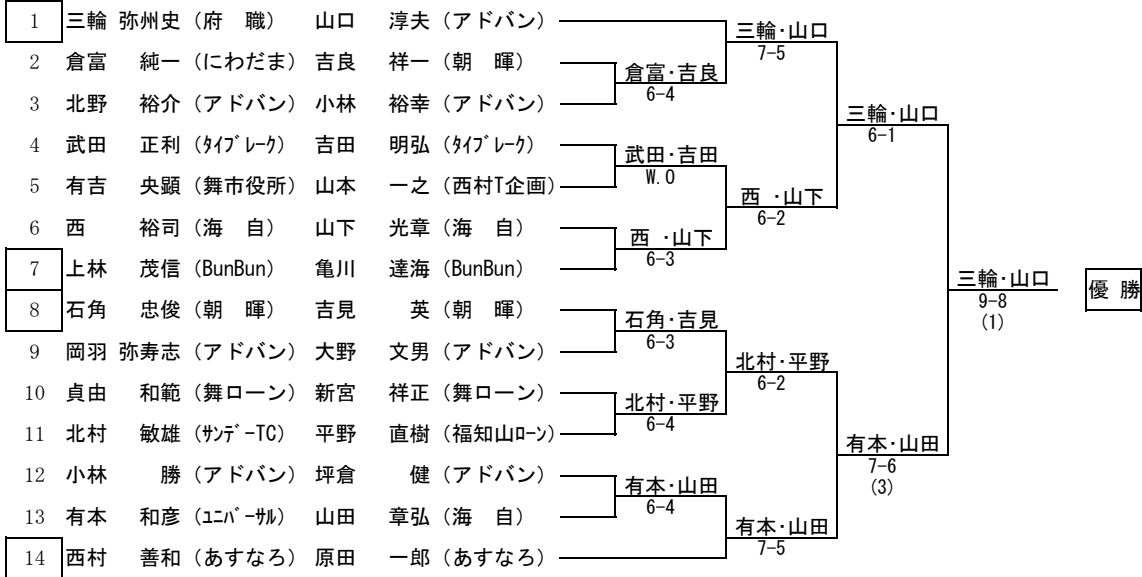 1 三輪 弥州史（府　職） 山口　淳夫（アドバン）
三輪・山口
7-5
2 倉富　純一（にわだま） 吉良　祥一（朝　暉）
倉富・吉良
6-4
3 北野　裕介（アドバン） 小林　裕幸（アドバン）
三輪・山口
6-1
4 武田　正利（ﾀｲﾌﾞﾚｰｸ） 吉田　明弘（ﾀｲﾌﾞﾚｰｸ）
武田・吉田
W.O
5 有吉　央顕（舞市役所） 山本　一之（西村T企画）
西 ・山下
6-2
6 西　裕司（海　自） 山下　光章（海　自）
西 ・山下
6-3
7 上林　茂信（BunBun） 亀川　達海（BunBun）
三輪・山口
9-8
(1)
優 勝
8 石角　忠俊（朝　暉） 吉見　英（朝　暉）
石角・吉見
6-3
9 岡羽 弥寿志（アドバン） 大野　文男（アドバン）
北村・平野
6-2
10 貞由　和範（舞ローン） 新宮　祥正（舞ローン）
北村・平野
6-4
11 北村　敏雄（ｻﾝﾃﾞｰTC） 平野　直樹（福知山ﾛｰﾝ）
有本・山田
7-6
(3)
12 小林　勝（アドバン） 坪倉　健（アドバン）
有本・山田
6-4
13 有本　和彦（ﾕﾆﾊﾞｰｻﾙ） 山田　章弘（海　自）
有本・山田
7-5
14 西村　善和（あすなろ） 原田　一郎（あすなろ）